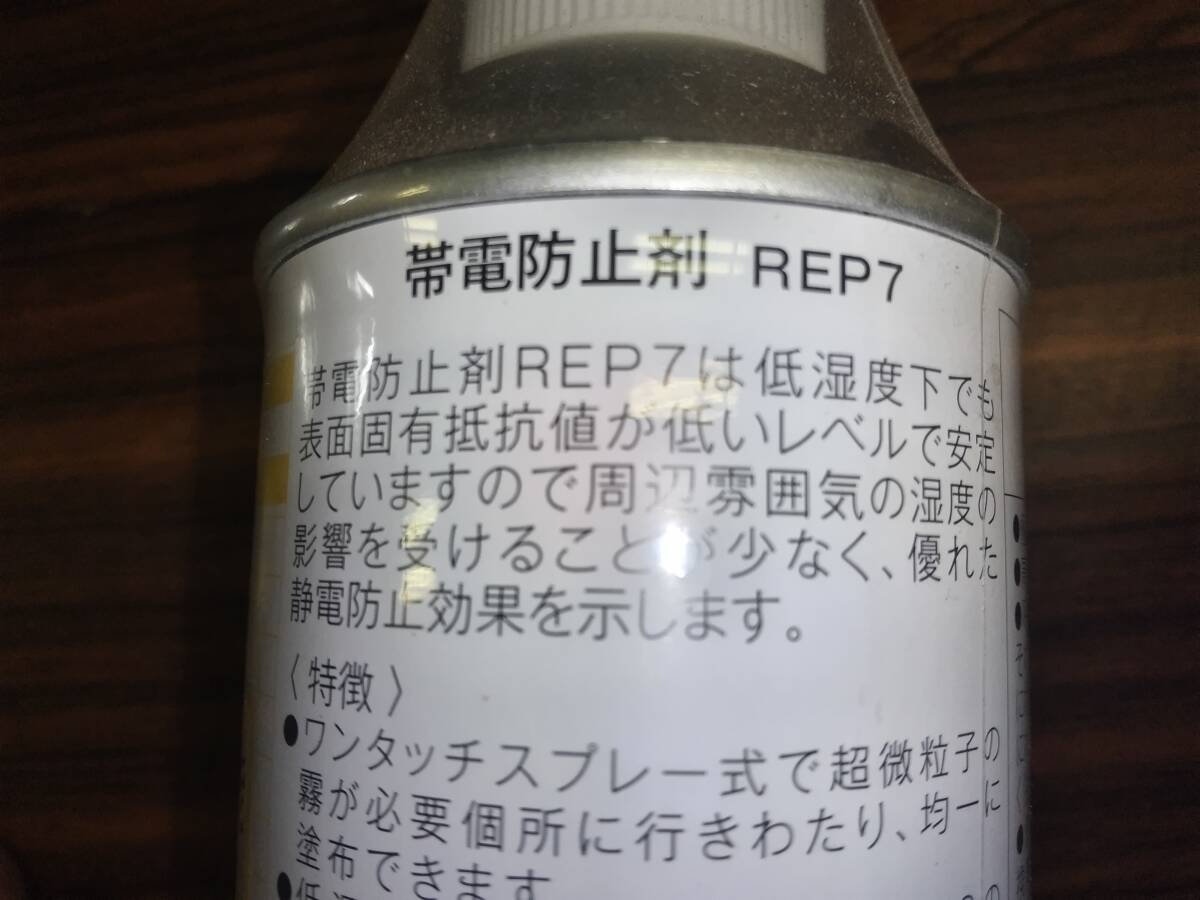 帯電防止剤 REP7
帯電防止剤REP7は低湿度下でも
表面固有抵抗値が低いレベルで安定
していますので周辺雰囲気の湿度の
影響を受けることが少なく、優れた
静電防止効果を示します。
〈特徴〉
●ワンタッチスプレー式で超微粒子の
霧が必要個所に行きわたり、均一に
塗布できます